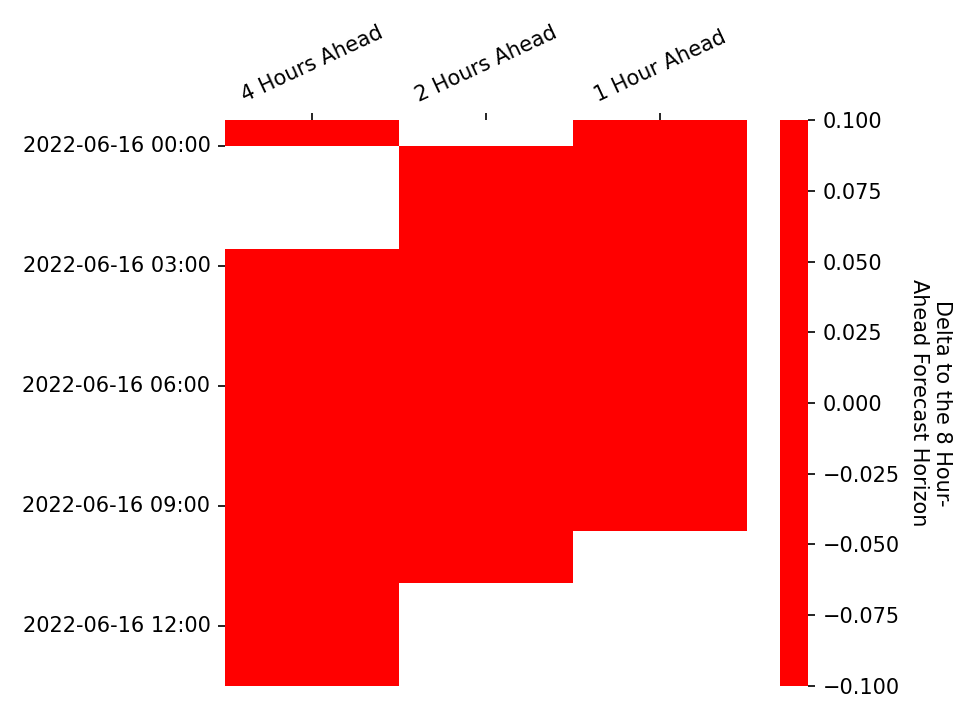 4 Hours Ahead
2 Hours Ahead
1 Hour Ahead
2022-06-16 00:00
2022-06-16 03:00
2022-06-16 06:00
2022-06-16 09:00
2022-06-16 12:00
0.100
0.075
0.050
0.025
0.000
−0.025
−0.050
−0.075
−0.100
Delta to the 8 Hour-
Ahead Forecast Horizon